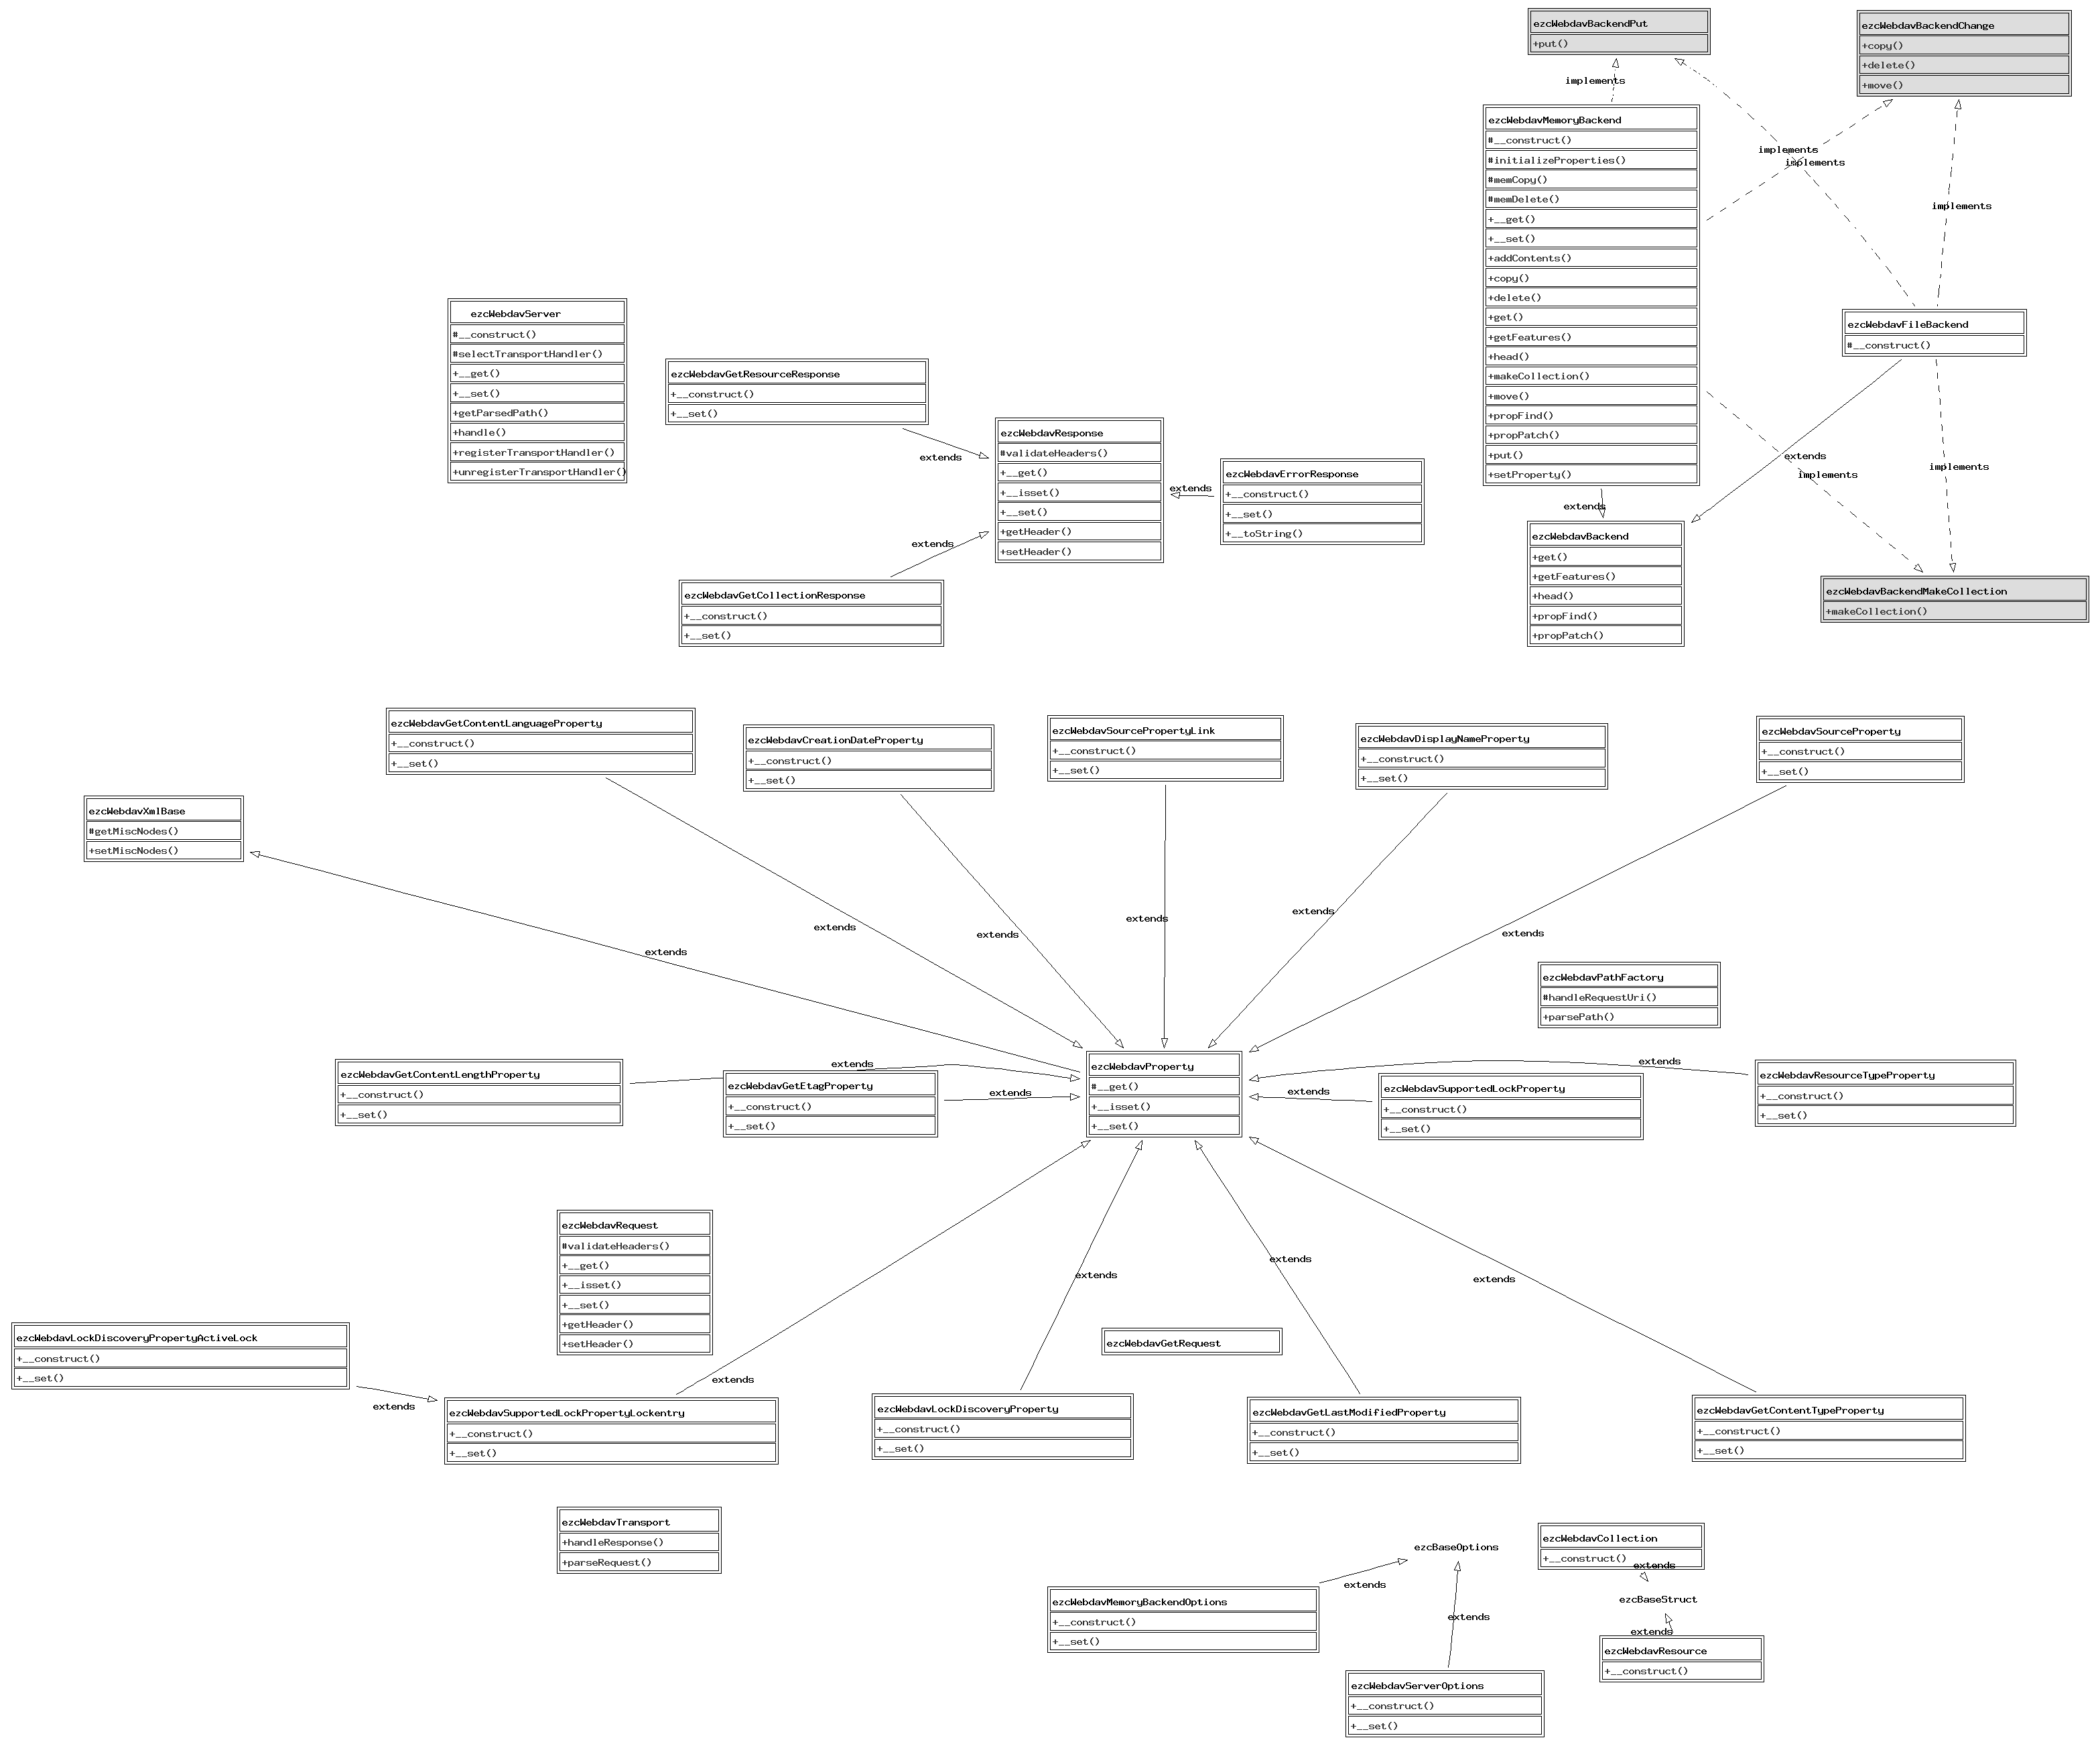 ezcWebdavBackendPut
+put()
ezcWebdavBackendChange
+copy()
+delete()
+move()
implements
ezcWebdavMemoryBackend
#__construct()
#initializeProperties()
#memCopy()
#memDelete()
+__get()
+__set()
+addContents()
+copy()
+delete()
+get()
+getFeatures()
+head()
+makeCollection()
+move()
+propFind()
+propPatch()
+put()
+setProperty()
implements
implements
implements
ezcWebdavFileBackend
#__construct()
extends
implements
implements
extends
ezcWebdavBackend
+get()
+getFeatures()
+head()
+propFind()
+propPatch()
ezcWebdavBackendMakeCollection
+makeCollection()
ezcWebdavServer
#__construct()
#selectTransportHandler()
+__get()
+__set()
+getParsedPath()
+handle()
+registerTransportHandler()
+unregisterTransportHandler()
ezcWebdavGetResourceResponse
+__construct()
+__set()
extends
ezcWebdavResponse
#validateHeaders()
+__get()
+__isset()
+__set()
+getHeader()
+setHeader()
extends
ezcWebdavErrorResponse
+__construct()
+__set()
+__toString()
extends
ezcWebdavGetCollectionResponse
+__construct()
+__set()
ezcWebdavGetContentLanguageProperty
+__construct()
+__set()
ezcWebdavCreationDateProperty
+__construct()
+__set()
ezcWebdavSourcePropertyLink
+__construct()
+__set()
ezcWebdavDisplayNameProperty
+__construct()
+__set()
ezcWebdavSourceProperty
+__construct()
+__set()
ezcWebdavXmlBase
#getMiscNodes()
+setMiscNodes()
extends
extends
extends
extends
extends
extends
ezcWebdavPathFactory
#handleRequestUri()
+parsePath()
ezcWebdavGetContentLengthProperty
+__construct()
+__set()
extends
ezcWebdavGetEtagProperty
+__construct()
+__set()
extends
ezcWebdavProperty
#__get()
+__isset()
+__set()
extends
ezcWebdavSupportedLockProperty
+__construct()
+__set()
extends
ezcWebdavResourceTypeProperty
+__construct()
+__set()
ezcWebdavRequest
#validateHeaders()
+__get()
+__isset()
+__set()
+getHeader()
+setHeader()
extends
extends
extends
extends
ezcWebdavGetRequest
ezcWebdavLockDiscoveryPropertyActiveLock
+__construct()
+__set()
extends
ezcWebdavSupportedLockPropertyLockentry
+__construct()
+__set()
ezcWebdavLockDiscoveryProperty
+__construct()
+__set()
ezcWebdavGetLastModifiedProperty
+__construct()
+__set()
ezcWebdavGetContentTypeProperty
+__construct()
+__set()
ezcWebdavTransport
+handleResponse()
+parseRequest()
ezcBaseOptions
extends
ezcWebdavMemoryBackendOptions
+__construct()
+__set()
extends
ezcWebdavServerOptions
+__construct()
+__set()
ezcWebdavCollection
+__construct()
extends
ezcBaseStruct
extends
ezcWebdavResource
+__construct()